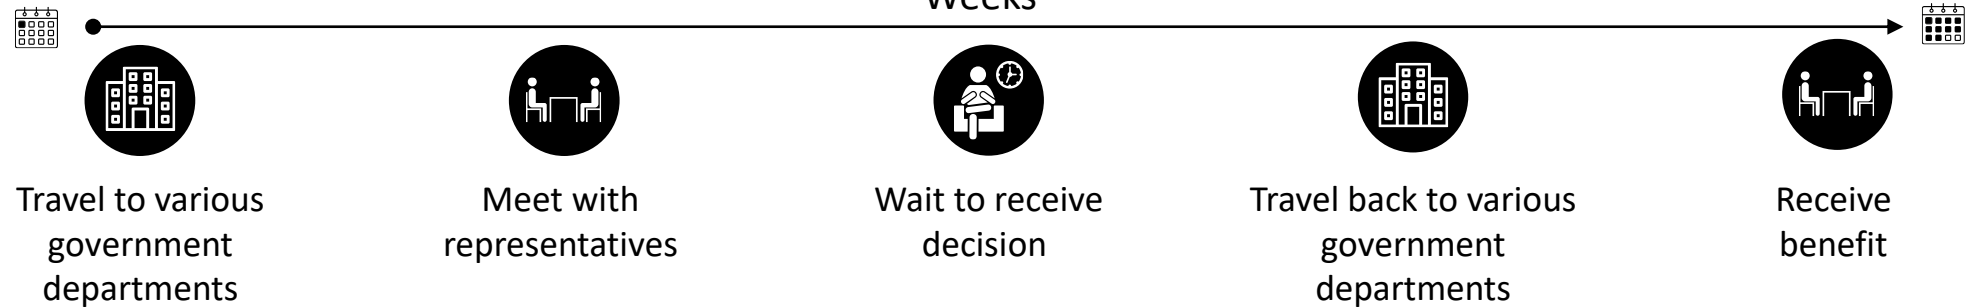 Weeks
Travel to various
government
departments
Meet with
representatives
Wait to receive
decision
Travel back to various
government
departments
Receive
benefit